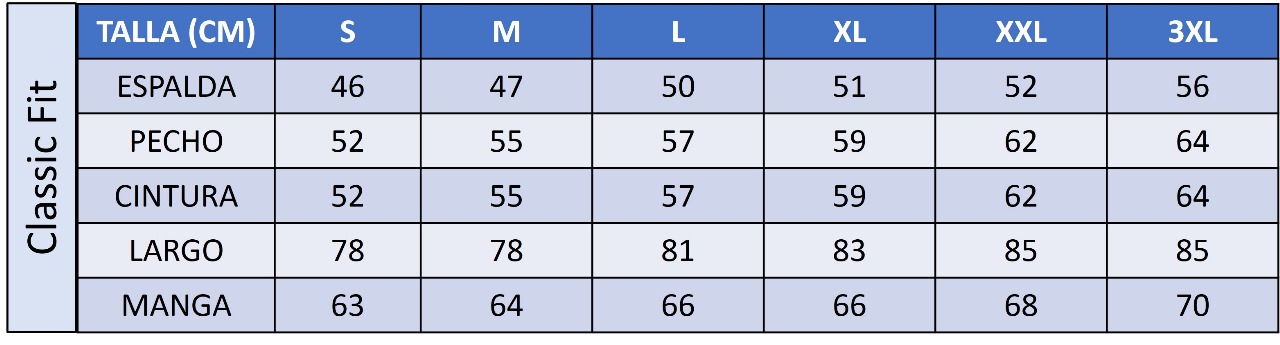 Classic Fit
TALLA (CM) S M L XL XXL 3XL
ESPALDA 46 47 50 51 52 56
PECHO 52 55 57 59 62 64
CINTURA 52 55 57 59 62 64
LARGO 78 78 81 83 85 85
MANGA 63 64 66 66 68 70